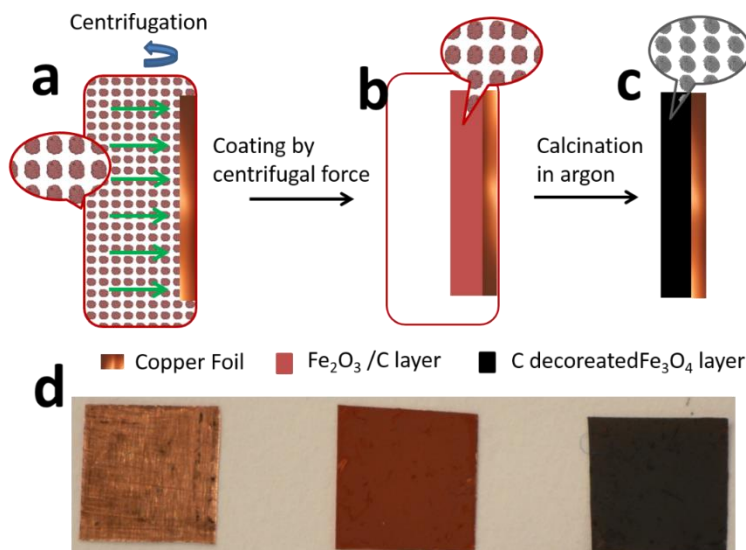 Centrifugation
a
b
c
Coating by
centrifugal force
Calcination
in argon
Copper Foil
Fe₂O₃ /C layer
C decoreatedFe₃O₄ layer
d